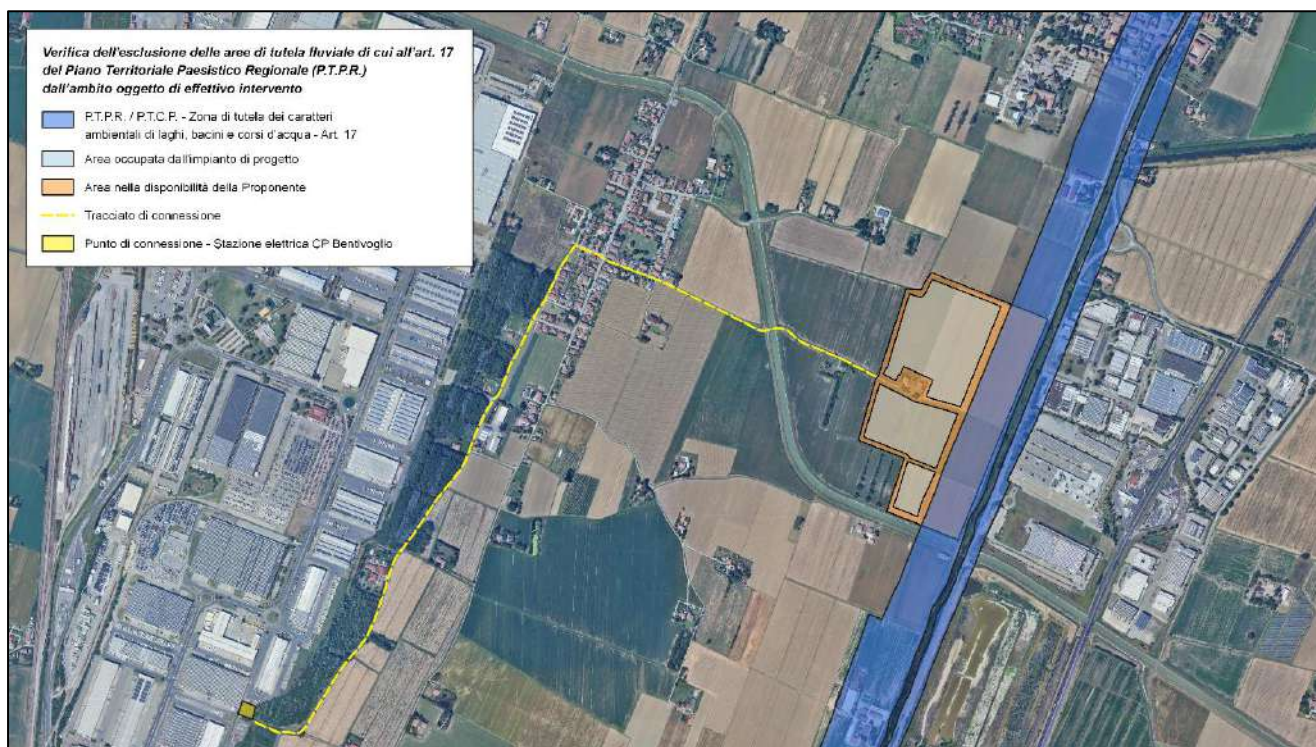 Verifica dell'esclusione delle aree di tutela fluviale di cui all'art. 17
del Piano Territoriale Paesistico Regionale (P.T.P.R.)
dall'ambito oggetto di effettivo intervento
P.T.P.R. / P.T.C.P. - Zona di tutela dei caratteri
ambientali di laghi, bacini e corsi d'acqua - Art. 17
Area occupata dall'impianto di progetto
Area nella disponibilità della Proponente
Tracciato di connessione
Punto di connessione - Stazione elettrica CP Bentivoglio